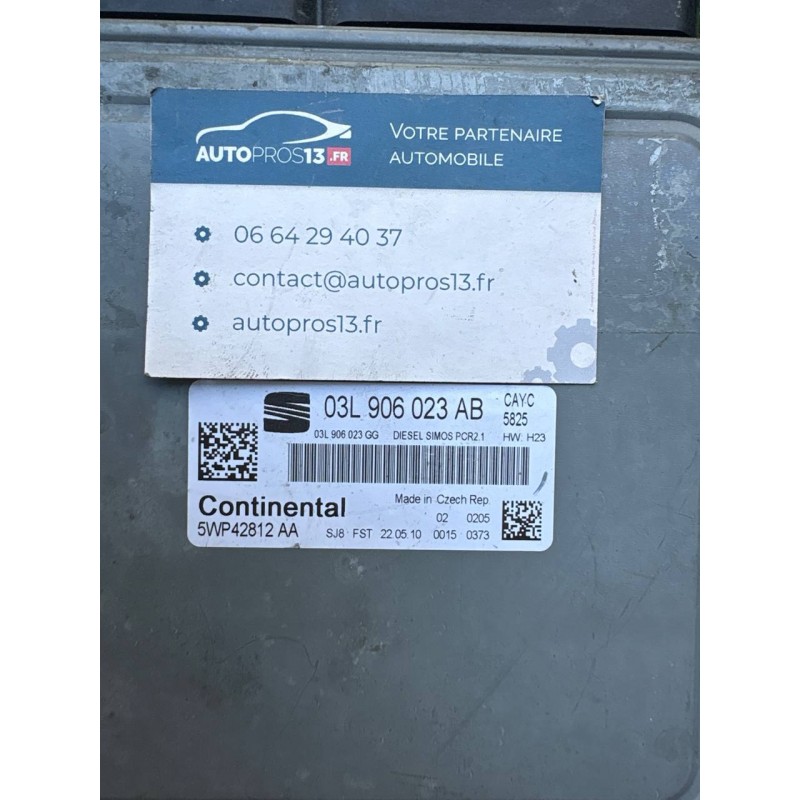 AUTOPROS13.FR
VOTRE PARTENAIRE
AUTOMOBILE
06 64 29 40 37
contact@autopros13.fr
autopros13.fr
03L 906 023 AB
CAYC
5825
03L 906 023 GG DIESEL SIMOS PCR2.1 HW: H23
Continental
Made in Czech Rep.
02 0205
5WP42812 AA
SJ8 FST 22.05.10 0015 0373